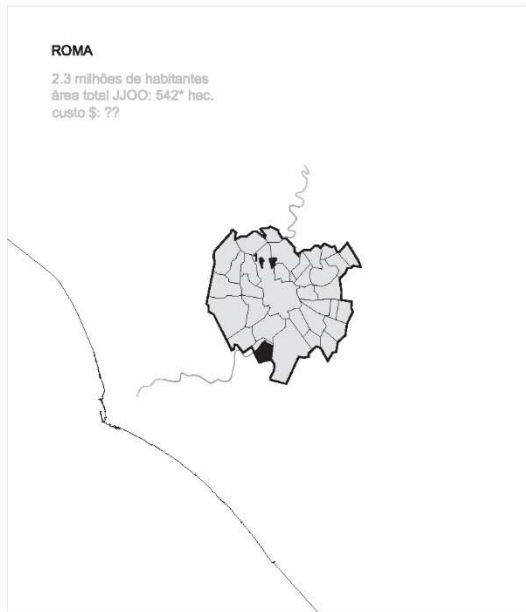 ROMA
2.3 milhões de habitantes
área total JJOO: 542* hec.
custo $: ??